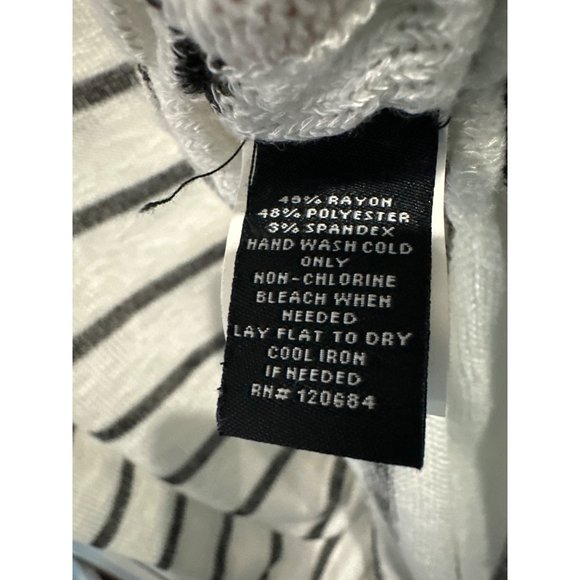 49% RAYON
48% POLYESTER
3% SPANDEX
HAND WASH COLD
ONLY
NON-CHLORINE
BLEACH WHEN
NEEDED
LAY FLAT TO DRY
COOL IRON
IF NEEDED
RN# 120684